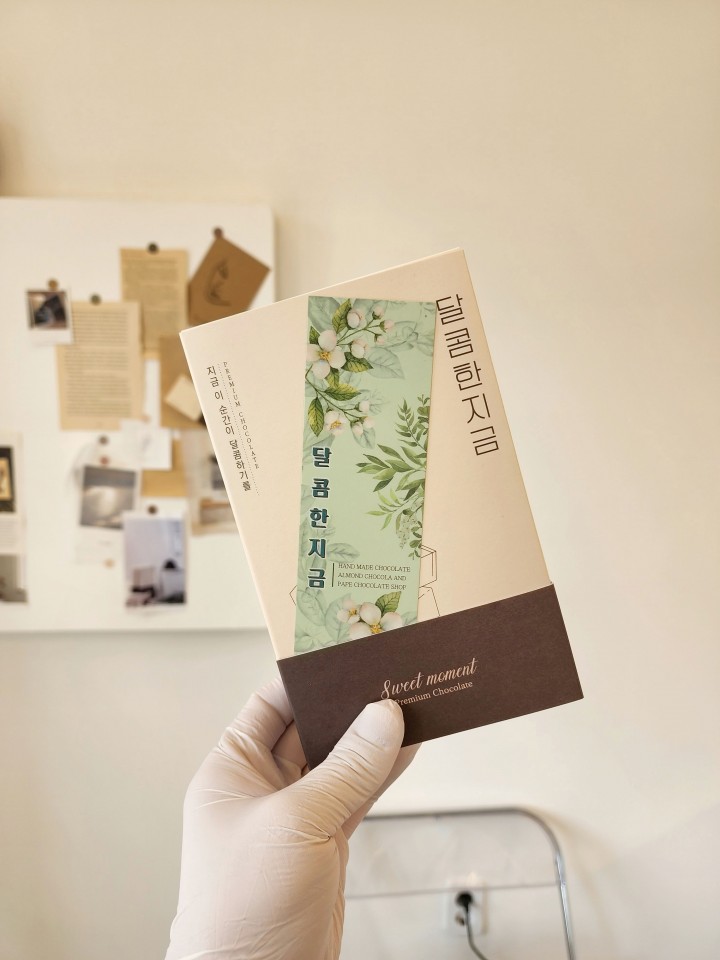 달콤한지금
PREMIUM CHOCOLATE
지금 이 순간이 달콤하기를
달콤한지금
HAND MADE CHOCOLATE
ALMOND CHOCOLA AND
PAPE CHOCOLATE SHOP
Sweet moment
Premium Chocolate